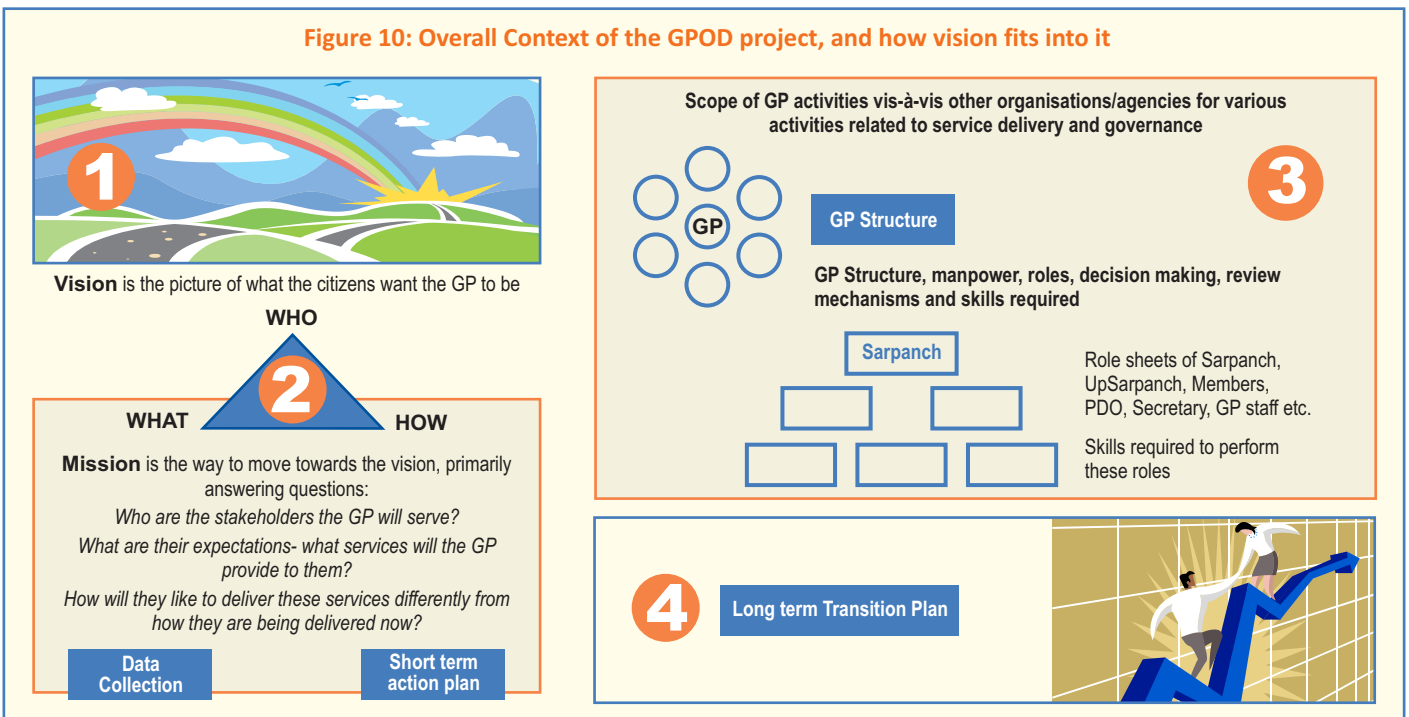 Figure 10: Overall Context of the GPOD project, and how vision fits into it
1
Vision is the picture of what the citizens want the GP to be
WHO
2
WHAT
HOW
Mission is the way to move towards the vision, primarily
answering questions:
Who are the stakeholders the GP will serve?
What are their expectations- what services will the GP
provide to them?
How will they like to deliver these services differently from
how they are being delivered now?
Data
Collection
Short term
action plan
Scope of GP activities vis-à-vis other organisations/agencies for various
activities related to service delivery and governance
3
GP
GP Structure
GP Structure, manpower, roles, decision making, review
mechanisms and skills required
Sarpanch
Role sheets of Sarpanch,
UpSarpanch, Members,
PDO, Secretary, GP staff etc.
Skills required to perform
these roles
4
Long term Transition Plan